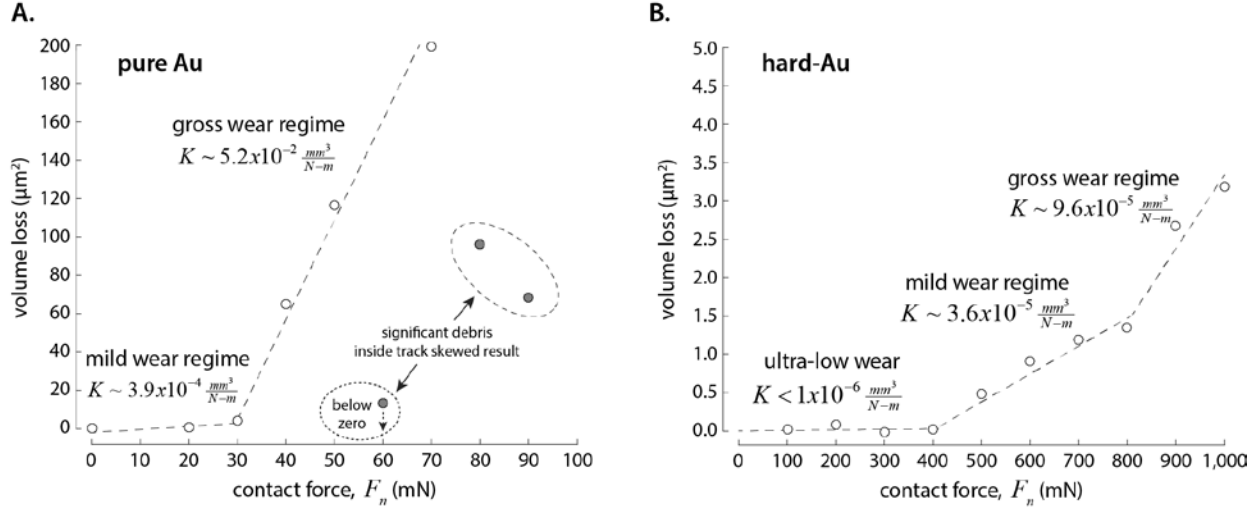 A.
pure Au
volume loss (µm²)
200
180
160
140
120
100
80
60
40
20
0
gross wear regime
K ~ 5.2x10⁻² mm³/N−m
mild wear regime
K ~ 3.9x10⁻⁴ mm³/N−m
significant debris
inside track skewed result
below
zero
0 10 20 30 40 50 60 70 80 90 100
contact force, Fₙ (mN)
B.
hard-Au
volume loss (µm²)
5.0
4.5
4.0
3.5
3.0
2.5
2.0
1.5
1.0
0.5
0.0
gross wear regime
K ~ 9.6x10⁻⁵ mm³/N−m
mild wear regime
K ~ 3.6x10⁻⁵ mm³/N−m
ultra-low wear
K < 1x10⁻⁶ mm³/N−m
0 100 200 300 400 500 600 700 800 900 1,000
contact force, Fₙ (mN)